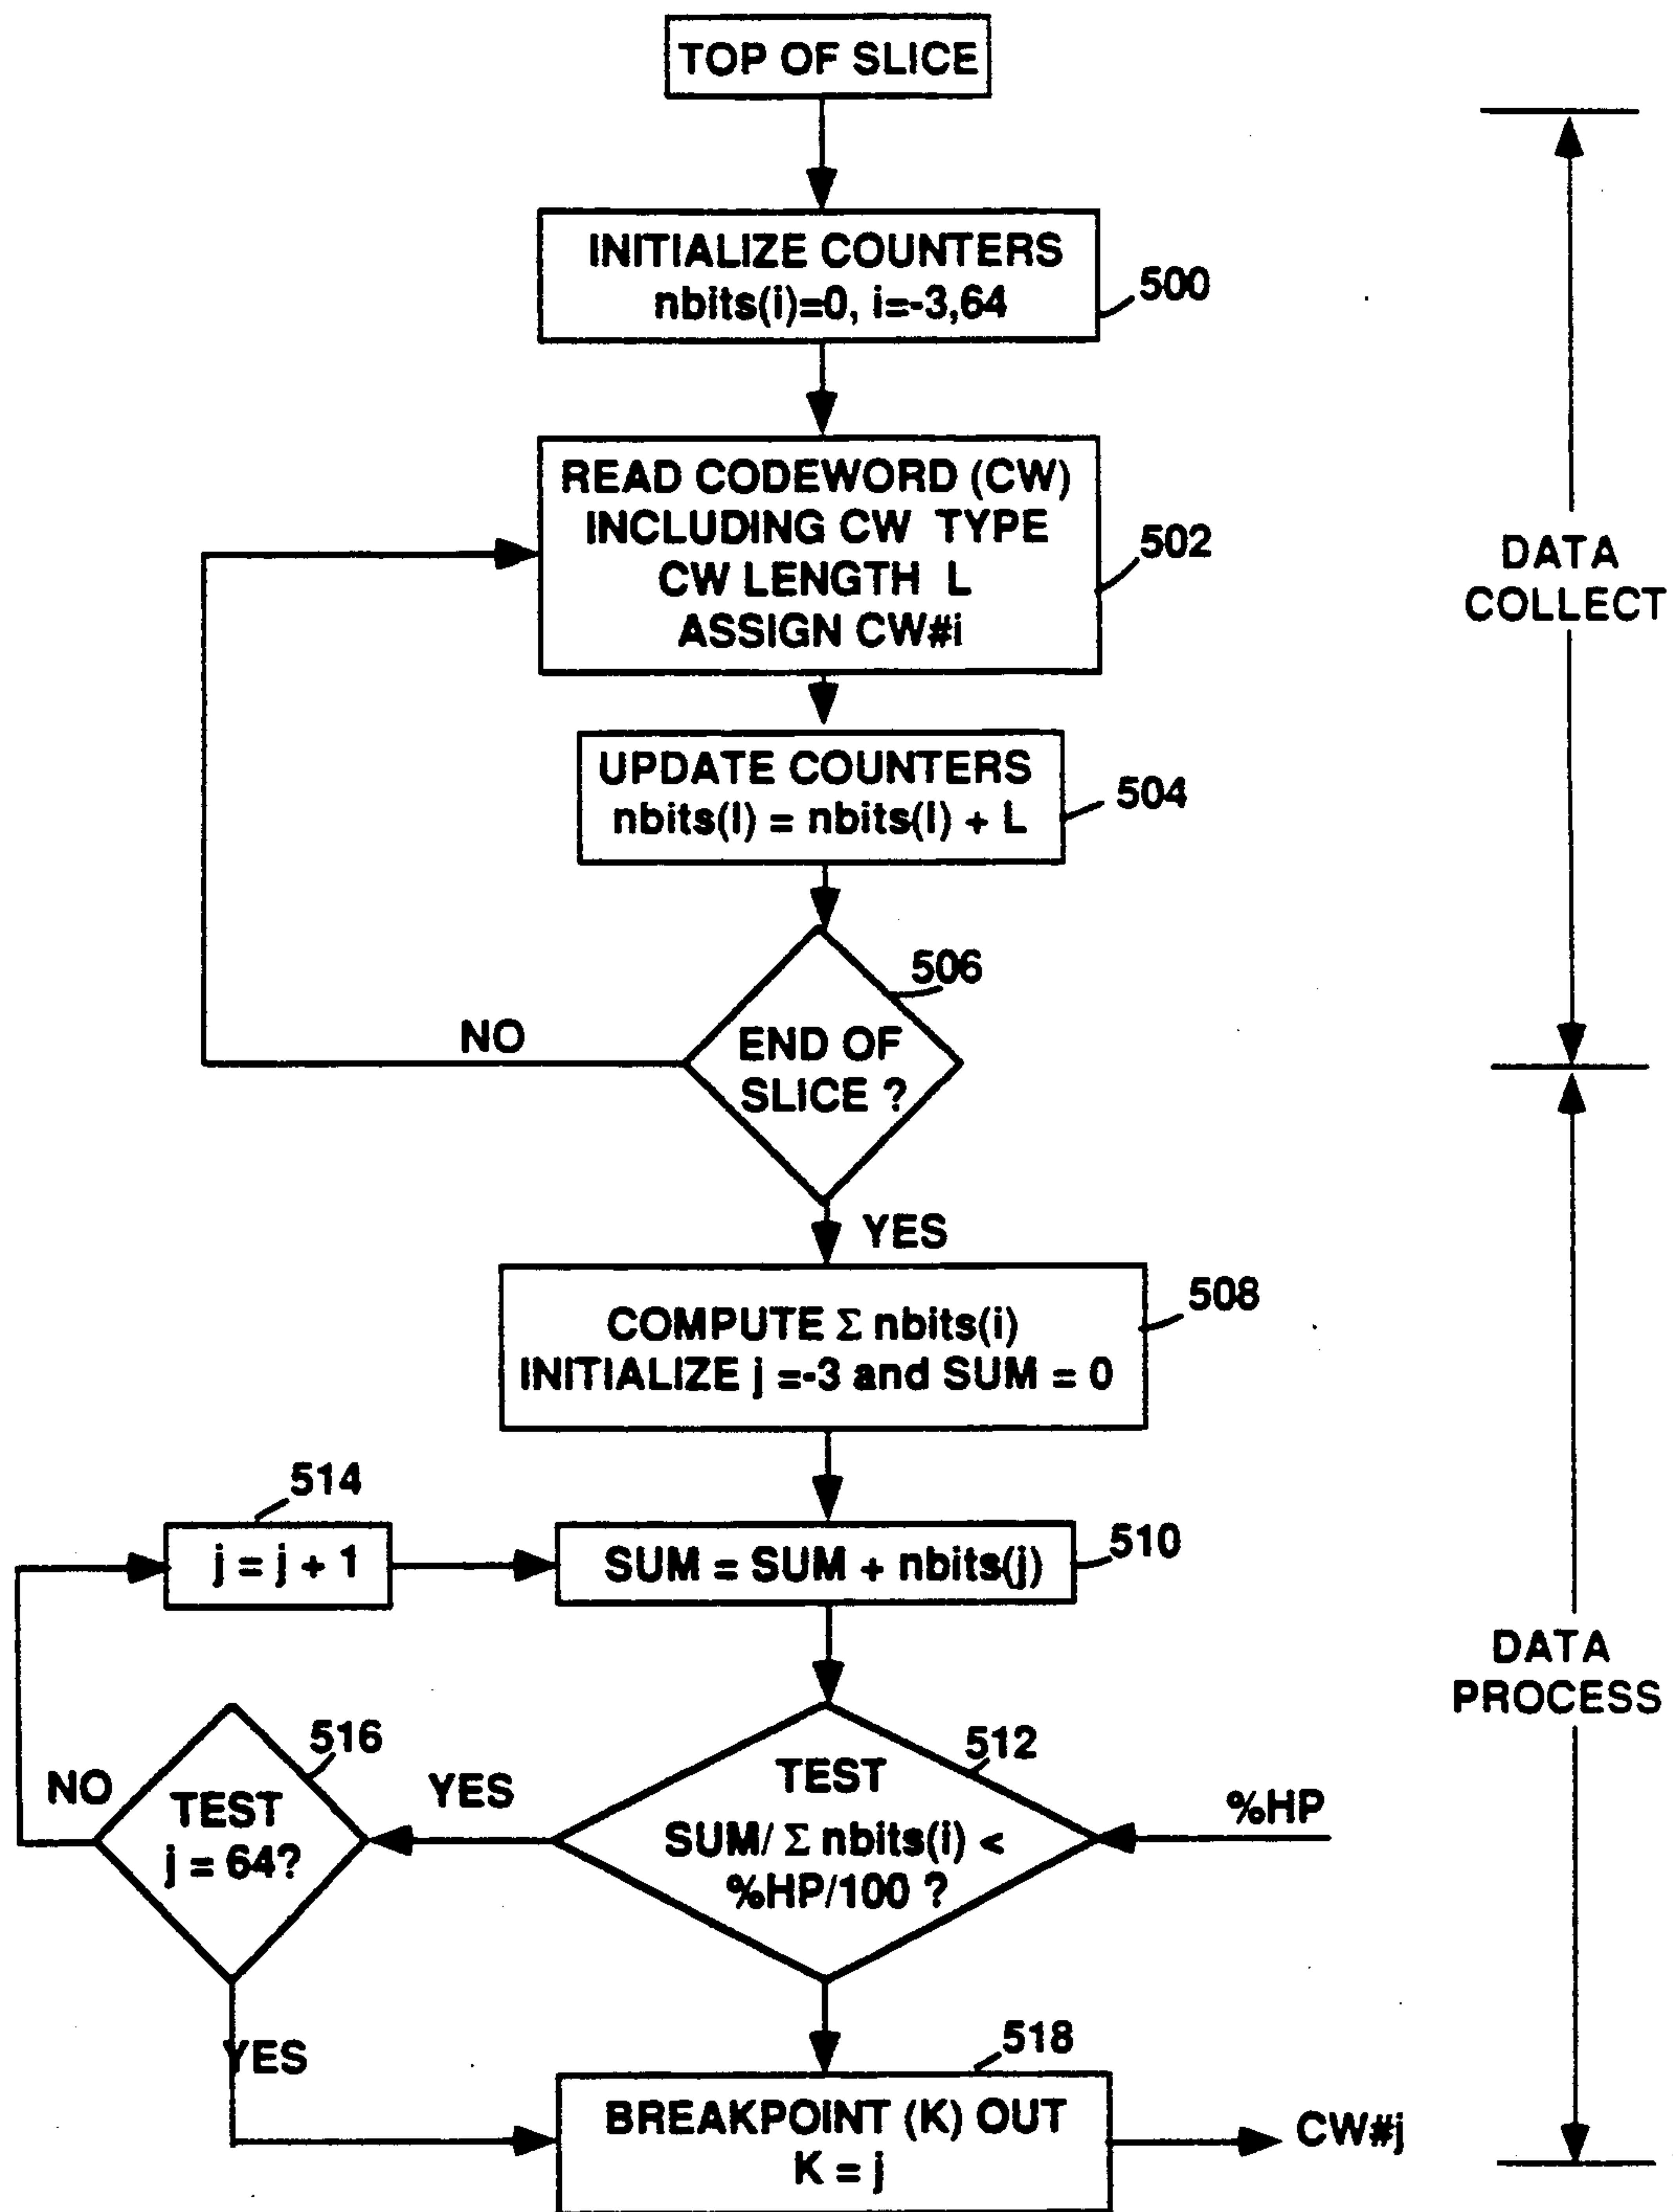 TOP OF SLICE
INITIALIZE COUNTERS
nbits(i)=0, i=-3,64
500
READ CODEWORD (CW)
INCLUDING CW TYPE
CW LENGTH L
ASSIGN CW#i
502
UPDATE COUNTERS
nbits(I) = nbits(I) + L
504
DATA
COLLECT
506
END OF
SLICE ?
NO
YES
COMPUTE Σ nbits(i)
INITIALIZE j =-3 and SUM = 0
508
514
j = j + 1
SUM = SUM + nbits(j)
510
DATA
PROCESS
516
TEST
j = 64?
NO
YES
512
TEST
SUM/ Σ nbits(i) <
%HP/100 ?
%HP
YES
518
BREAKPOINT (K) OUT
K = j
CW#j